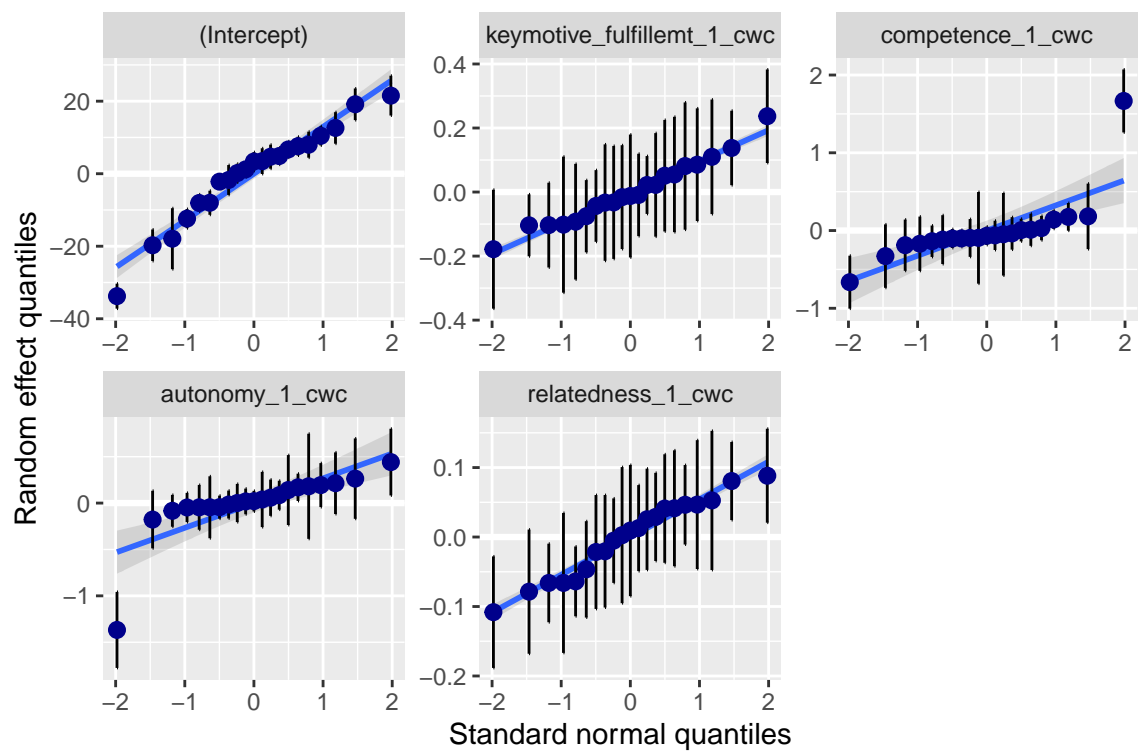 (Intercept)
keymotive_fulfillemt_1_cwc
competence_1_cwc
20
0
−20
−40
−2 −1 0 1 2
0.4
0.2
0.0
−0.2
−0.4
−2 −1 0 1 2
2
1
0
−1
−2 −1 0 1 2
autonomy_1_cwc
relatedness_1_cwc
0
−1
−2 −1 0 1 2
0.1
0.0
−0.1
−0.2
−2 −1 0 1 2
Random effect quantiles
Standard normal quantiles